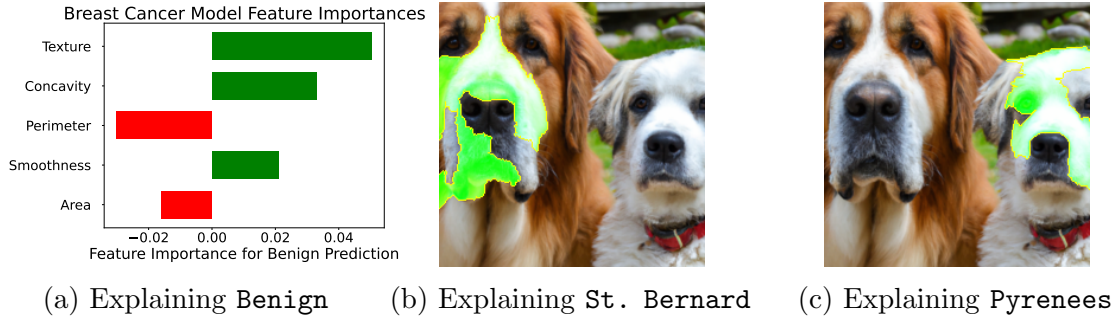 Breast Cancer Model Feature Importances
Texture
Concavity
Perimeter
Smoothness
Area
−0.02 0.00 0.02 0.04
Feature Importance for Benign Prediction
(a) Explaining Benign
(b) Explaining St. Bernard
(c) Explaining Pyrenees